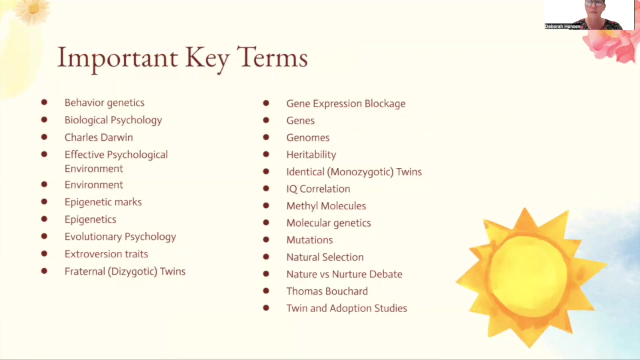 Important Key Terms
Behavior genetics
Biological Psychology
Charles Darwin
Effective Psychological
Environment
Environment
Epigenetic marks
Epigenetics
Evolutionary Psychology
Extroversion traits
Fraternal (Dizygotic) Twins
Gene Expression Blockage
Genes
Genomes
Heritability
Identical (Monozygotic) Twins
IQ Correlation
Methyl Molecules
Molecular genetics
Mutations
Natural Selection
Nature vs Nurture Debate
Thomas Bouchard
Twin and Adoption Studies
Deborah Hansen